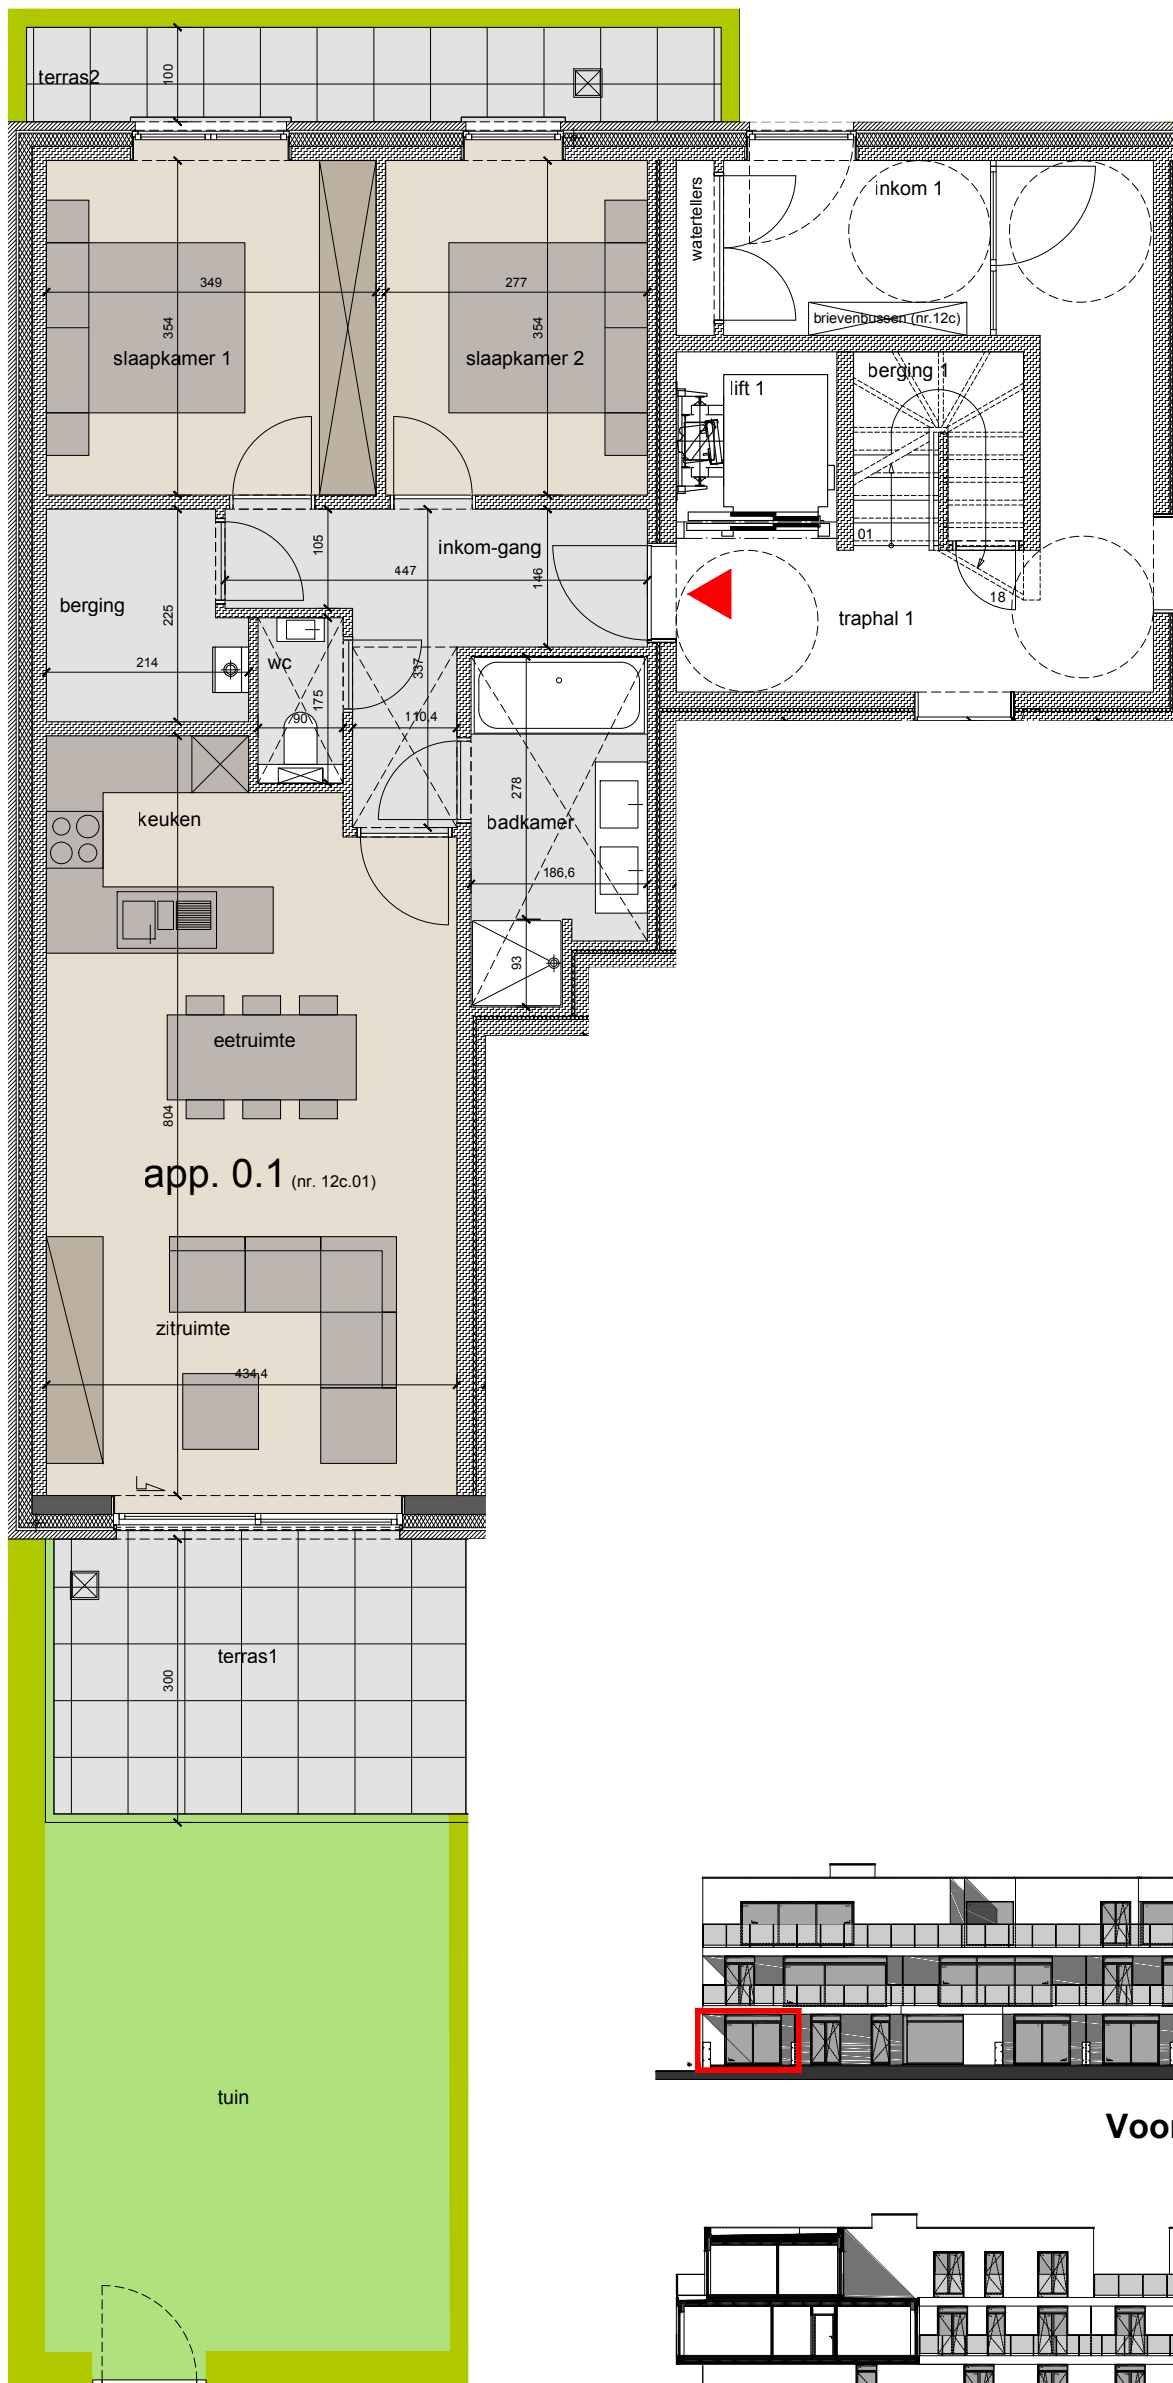 terras2
100
349
354
slaapkamer 1
277
354
slaapkamer 2
watertellers
inkom 1
brievenbussen (nr.12c)
lift 1
berging 1
01
18
traphal 1
inkom-gang
105
447
146
berging
225
214
wc
90
175
337
110,4
278
badkamer
186,6
93
keuken
eetruimte
804
app. 0.1 (nr. 12c.01)
zitruimte
434,4
terras1
300
tuin
Voor